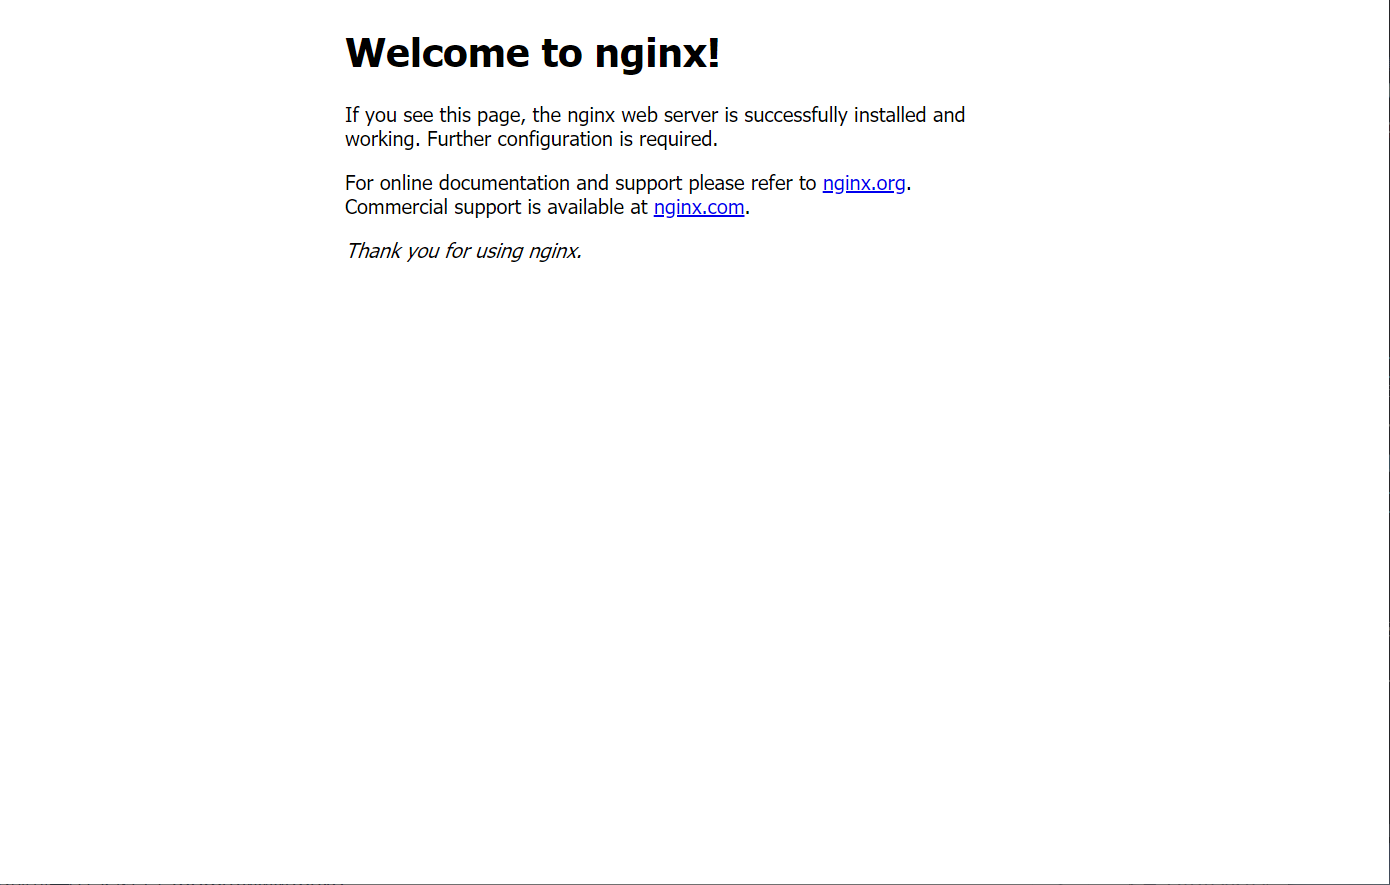 Welcome to nginx!
If you see this page, the nginx web server is successfully installed and
working. Further configuration is required.
For online documentation and support please refer to nginx.org.
Commercial support is available at nginx.com.
Thank you for using nginx.